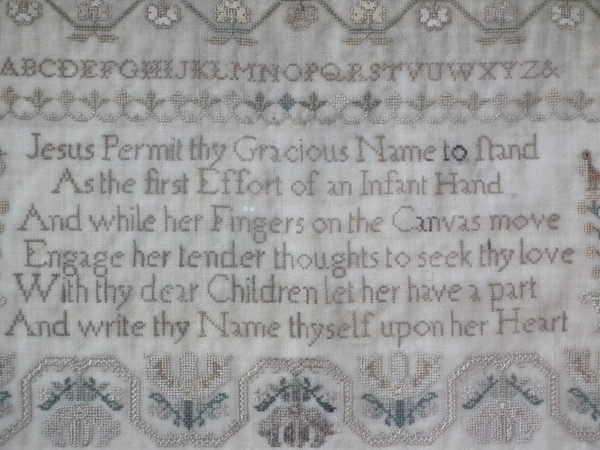 ABCDEFGHIJKLMNOPQRSTVUWXYZ&
Jesus Permit thy Gracious Name to ſtand
As the first Effort of an Infant Hand
And while her Fingers on the Canvas move
Engage her tender thoughts to seek thy love
With thy dear Children let her have a part
And write thy Name thyself upon her Heart